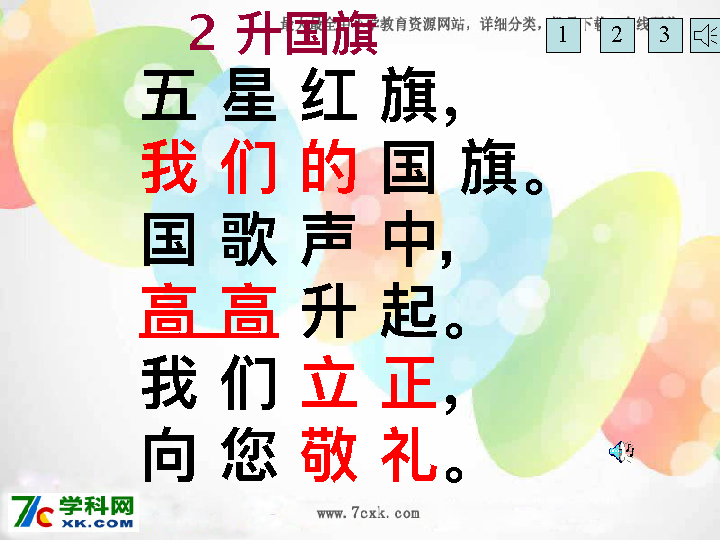 2 升国旗
1 2 3
五 星 红 旗，
我 们 的 国 旗。
国 歌 声 中，
高 高 升 起。
我 们 立 正，
向 您 敬 礼。
学科网
XK.COM
www.7cxk.com